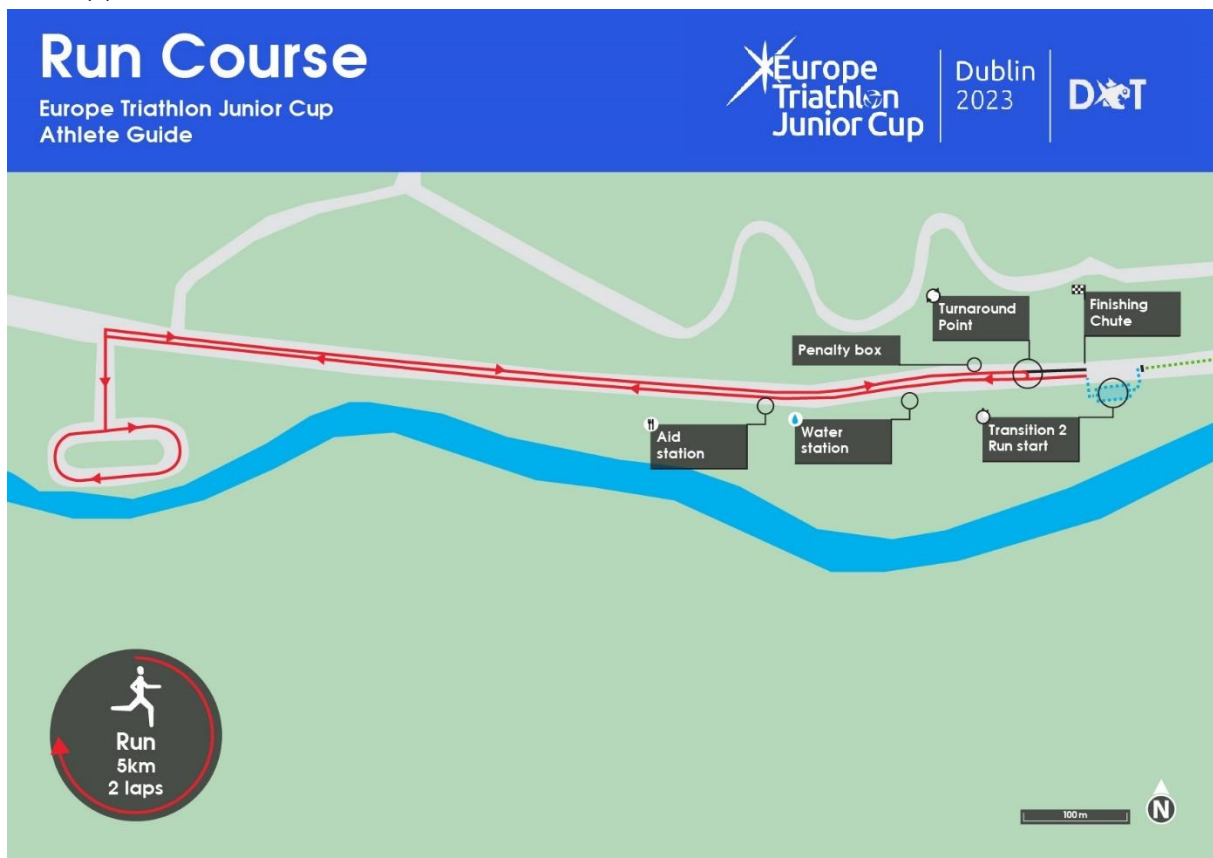 Run Course
Europe Triathlon Junior Cup
Athlete Guide
Europe
Triathlon
Junior Cup
Dublin
2023
D T
Turnaround
Point
Finishing
Chute
Penalty box
Aid
station
Water
station
Transition 2
Run start
Run
5km
2 laps
100 m
N